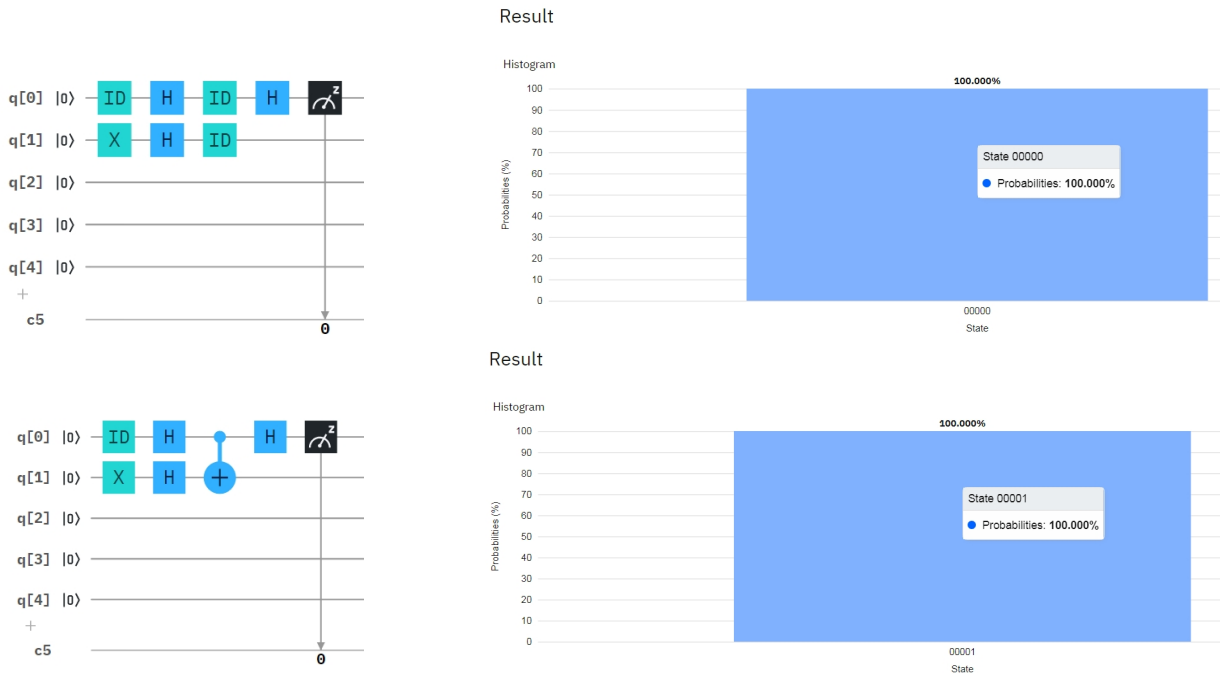 Result
Histogram
100.000%
100
90
80
70
60
50
40
30
20
10
0
Probabilities (%)
State 00000
Probabilities: 100.000%
00000
State
q[0] |0⟩ ID H ID H z
q[1] |0⟩ X H ID
q[2] |0⟩
q[3] |0⟩
q[4] |0⟩
+
c5
0
Result
Histogram
100.000%
100
90
80
70
60
50
40
30
20
10
0
Probabilities (%)
State 00001
Probabilities: 100.000%
00001
State
q[0] |0⟩ ID H H z
q[1] |0⟩ X H +
q[2] |0⟩
q[3] |0⟩
q[4] |0⟩
+
c5
0